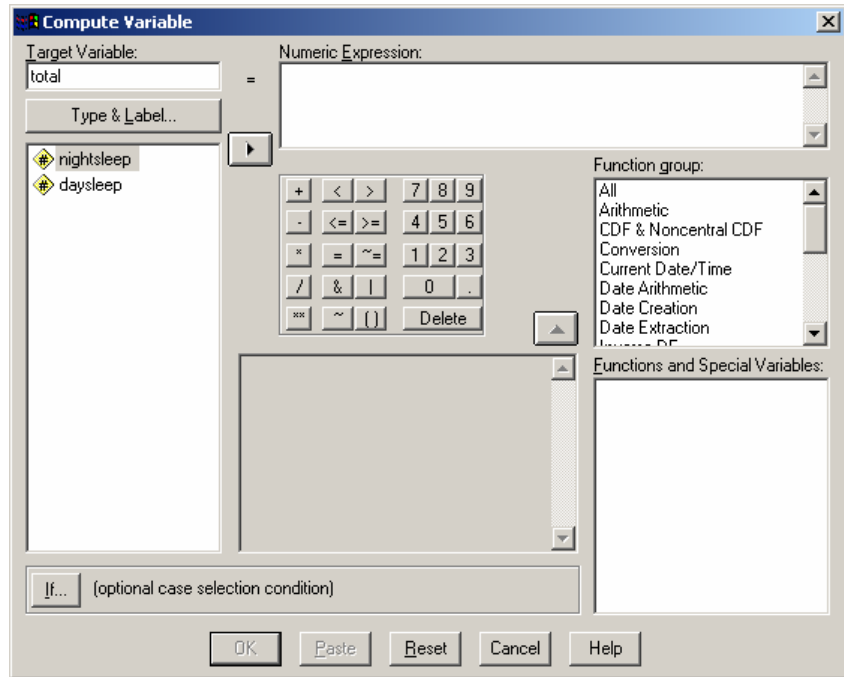 Compute Variable
Target Variable:
total
=
Numeric Expression:
Type & Label...
nightsleep
daysleep
+ < > 7 8 9
- <= >= 4 5 6
* = ~= 1 2 3
/ & | 0 .
** ~ () Delete
Function group:
All
Arithmetic
CDF & Noncentral CDF
Conversion
Current Date/Time
Date Arithmetic
Date Creation
Date Extraction
Functions and Special Variables:
If... (optional case selection condition)
OK Paste Reset Cancel Help